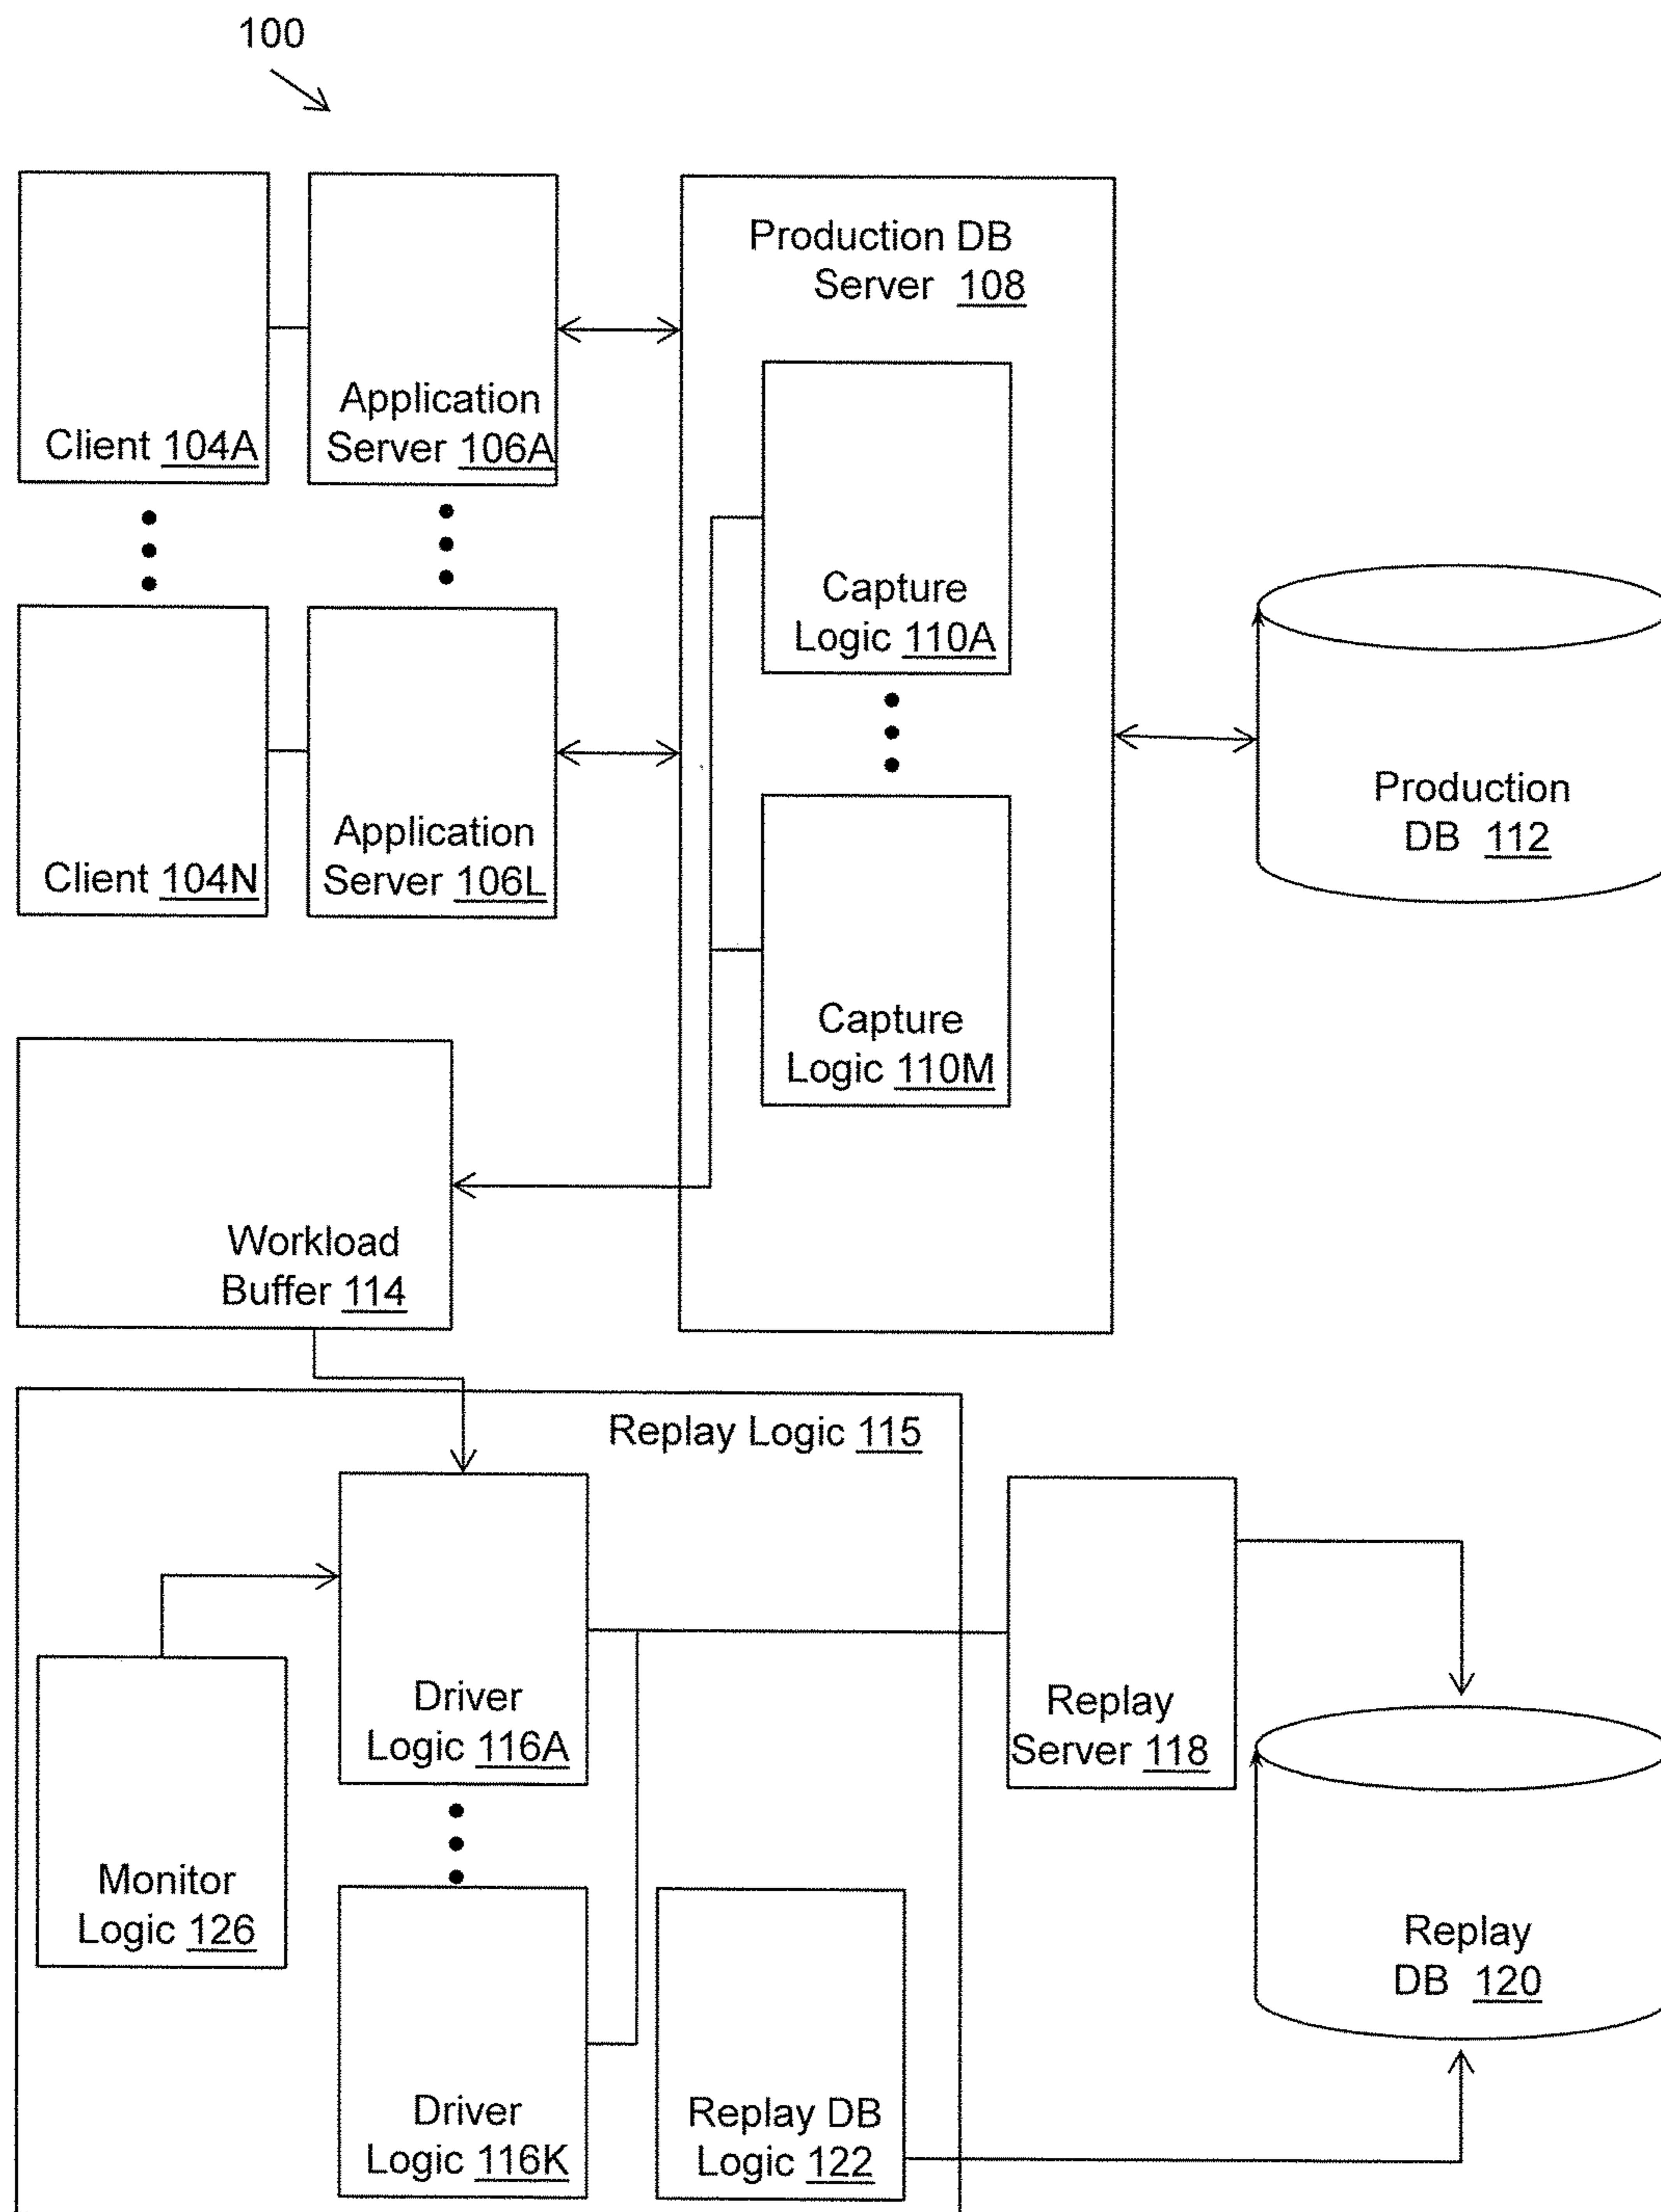 100
Production DB
Server 108
Client 104A
Application
Server 106A
Capture
Logic 110A
Client 104N
Application
Server 106L
Production
DB 112
Capture
Logic 110M
Workload
Buffer 114
Replay Logic 115
Driver
Logic 116A
Replay
Server 118
Monitor
Logic 126
Replay
DB 120
Driver
Logic 116K
Replay DB
Logic 122